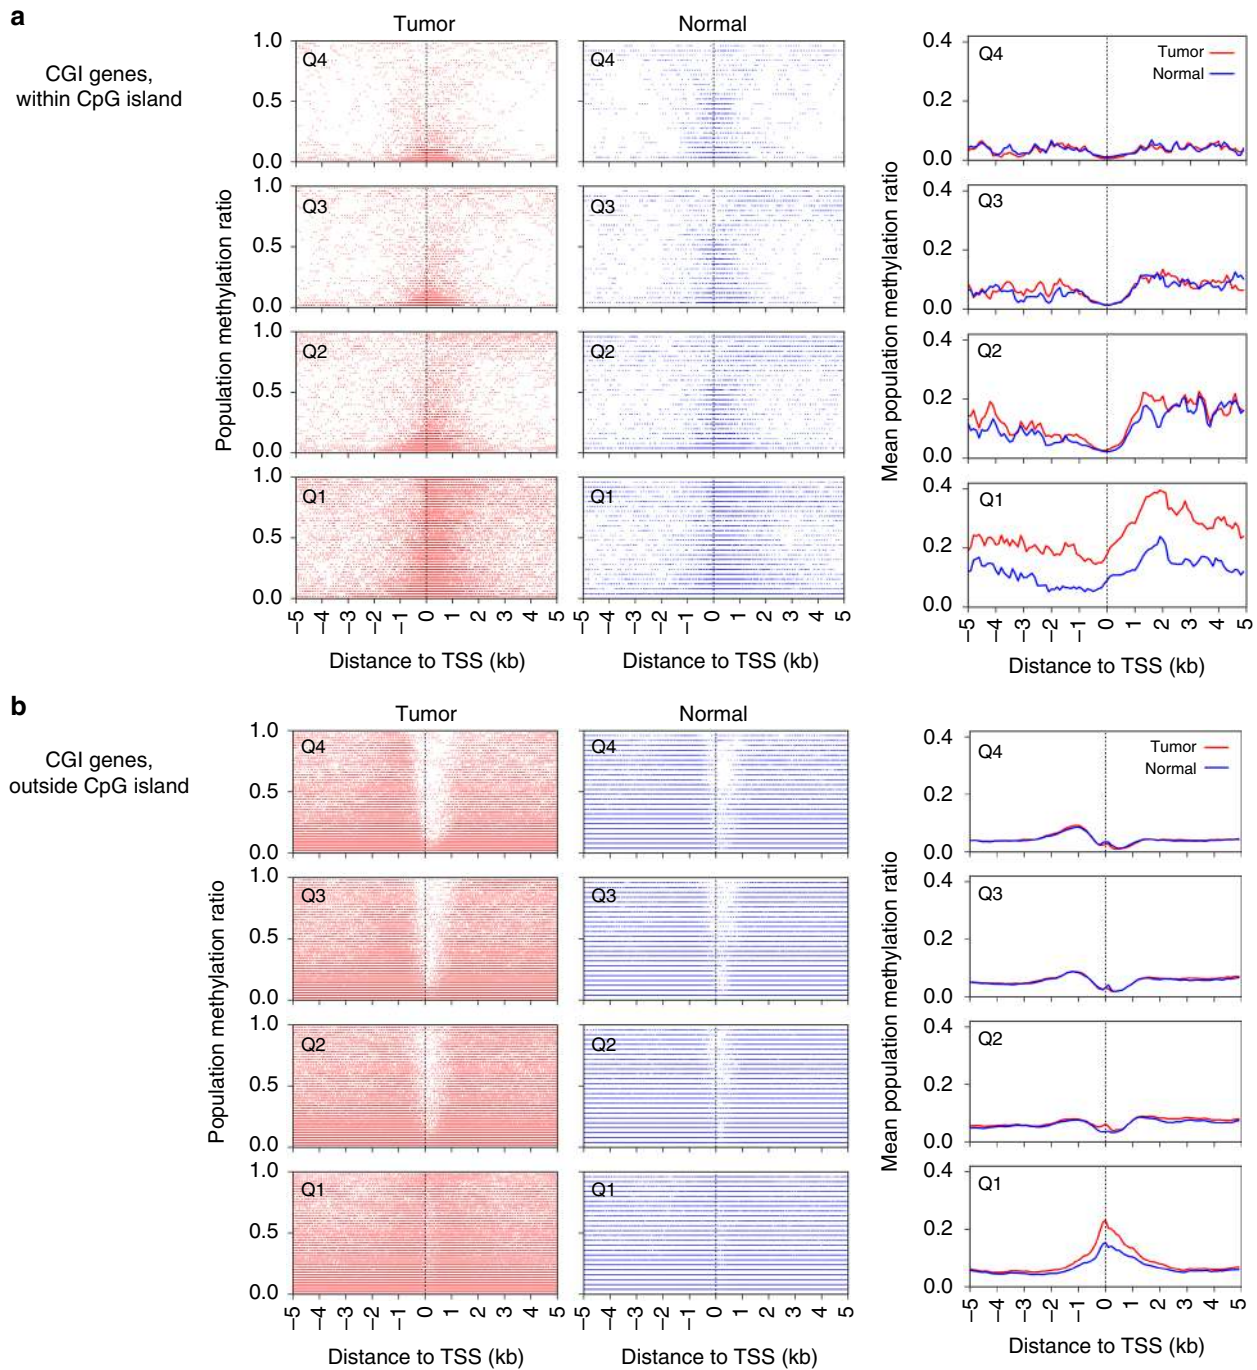 a
CGI genes,
within CpG island
Tumor
Normal
Population methylation ratio
1.0
0.5
0.0
Q4
Q4
1.0
0.5
0.0
Q3
Q3
1.0
0.5
0.0
Q2
Q2
1.0
0.5
0.0
Q1
Q1
−5 −4 −3 −2 −1 0 1 2 3 4 5
−5 −4 −3 −2 −1 0 1 2 3 4 5
Distance to TSS (kb)
Distance to TSS (kb)
Mean population methylation ratio
0.4
0.2
0.0
Q4
Tumor
Normal
0.4
0.2
0.0
Q3
0.4
0.2
0.0
Q2
0.4
0.2
0.0
Q1
−5 −4 −3 −2 −1 0 1 2 3 4 5
Distance to TSS (kb)
b
CGI genes,
outside CpG island
Tumor
Normal
Population methylation ratio
1.0
0.5
0.0
Q4
Q4
1.0
0.5
0.0
Q3
Q3
1.0
0.5
0.0
Q2
Q2
1.0
0.5
0.0
Q1
Q1
−5 −4 −3 −2 −1 0 1 2 3 4 5
−5 −4 −3 −2 −1 0 1 2 3 4 5
Distance to TSS (kb)
Distance to TSS (kb)
Mean population methylation ratio
0.4
0.2
0.0
Q4
Tumor
Normal
0.4
0.2
0.0
Q3
0.4
0.2
0.0
Q2
0.4
0.2
0.0
Q1
−5 −4 −3 −2 −1 0 1 2 3 4 5
Distance to TSS (kb)